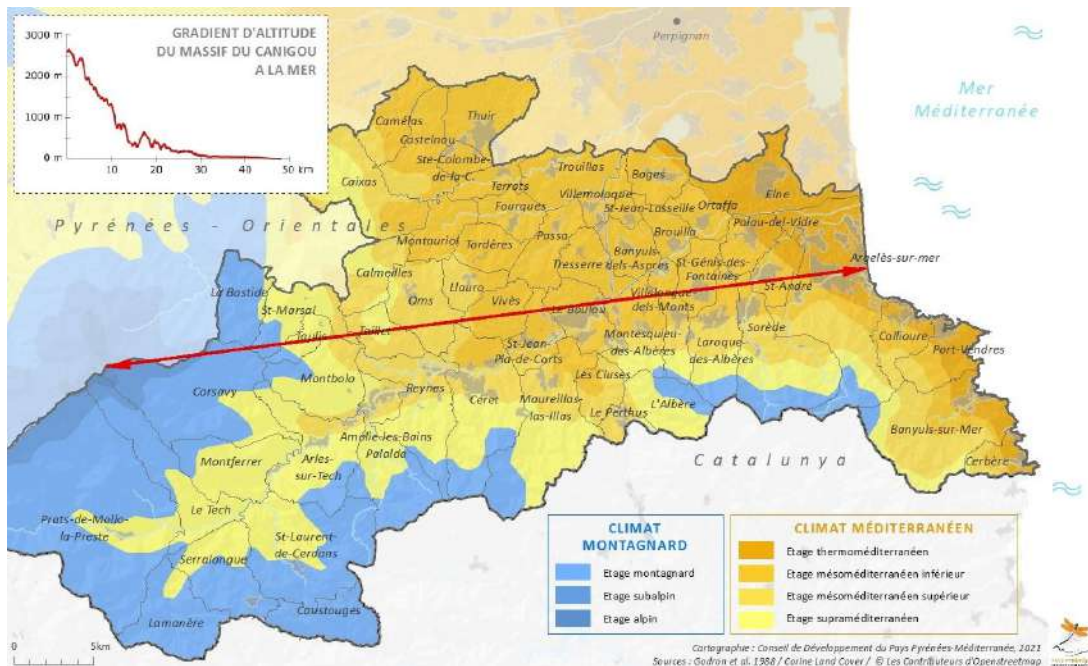 3000 m
2000 m
1000 m
0 m
10
20
30
40
50 km
GRADIENT D'ALTITUDE
DU MASSIF DU CANIGOU
A LA MER
Perpignan
Mer
Méditerranée
Pyrénées - Orientales
Camélas
Thuir
Castelnou
Ste-Colombe-
de-la-C.
Caixas
Terrats
Trouillas
Bages
Fourques
Villemolaque
St-Jean-Lasseille
Ortaffa
Elne
Palau-del-Vidre
Montauriol
Tordères
Passa
Brouilla
Banyuls-
dels-Aspres
Tresserre
St-Génis-des-
Fontaines
Argelès-sur-mer
Calmeilles
La Bastide
St-Marsal
Oms
Llauro
Vivès
Le Boulou
Villelongue-
dels-Monts
St-André
Taulis
Taillet
St-Jean-
Pla-de-Corts
Montesquieu-
des-Albères
Laroque-
des-Albères
Sorède
Collioure
Port-Vendres
Corsavy
Montbolo
Reynes
Céret
Maureillas-
las-Illas
Les Cluses
Le Perthus
L'Albère
Banyuls-sur-Mer
Cerbère
Montferrer
Amélie-les-Bains
Palalda
Arles-
sur-Tech
Catalunya
Prats-de-Mollo-
la-Preste
Le Tech
St-Laurent-
de-Cerdans
Serralongue
Coustouges
Lamanère
0
5km
CLIMAT
MONTAGNARD
Etage montagnard
Etage subalpin
Etage alpin
CLIMAT MÉDITERRANÉEN
Etage thermoméditerranéen
Etage mésoméditerranéen inférieur
Etage mésoméditerranéen supérieur
Etage supraméditerranéen
Cartographie : Conseil de Développement du Pays Pyrénées-Méditerranée, 2021
Sources : Godron et al. 1988 / Corine Land Cover / © Les Contributeurs d'Openstreetmap